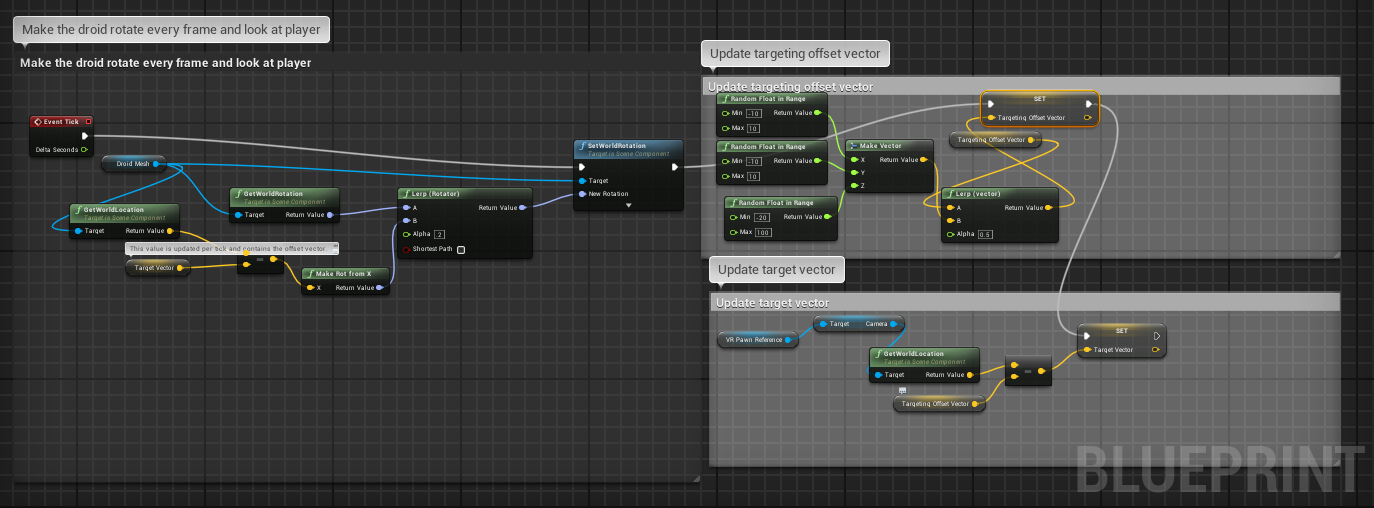 Make the droid rotate every frame and look at player
Make the droid rotate every frame and look at player
Event Tick
Delta Seconds
Droid Mesh
GetWorldLocation
Target is Scene Component
Target Return Value
GetWorldRotation
Target is Scene Component
Target Return Value
This value is updated per tick and contains the offset vector
Target Vector
Make Rot from X
X Return Value
Lerp (Rotator)
A Return Value
B
Alpha .2
Shortest Path
SetWorldRotation
Target is Scene Component
Target
New Rotation
Update targeting offset vector
Update targeting offset vector
Random Float in Range
Min -10 Return Value
Max 10
Random Float in Range
Min -10 Return Value
Max 10
Random Float in Range
Min -20 Return Value
Max 100
Make Vector
X Return Value
Y
Z
SET
Targeting Offset Vector
Targeting Offset Vector
Lerp (vector)
A Return Value
B
Alpha 0.5
Update target vector
Update target vector
VR Pawn Reference
Target Camera
GetWorldLocation
Target is Scene Component
Target Return Value
Targeting Offset Vector
SET
Target Vector
BLUEPRINT